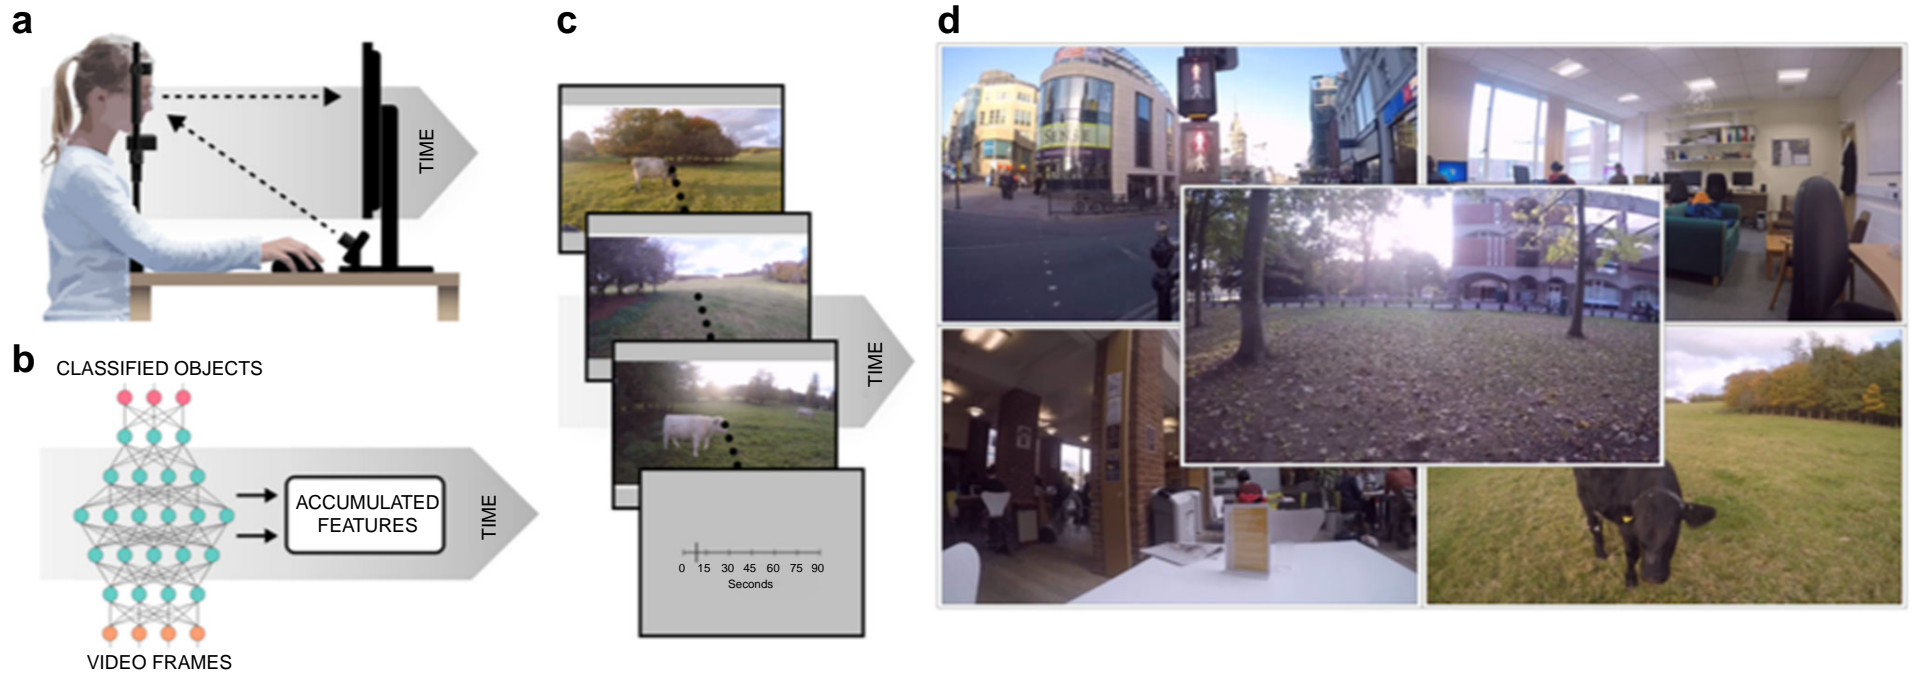 a
TIME
b
CLASSIFIED OBJECTS
ACCUMULATED
FEATURES
TIME
VIDEO FRAMES
c
TIME
0 15 30 45 60 75 90
Seconds
d